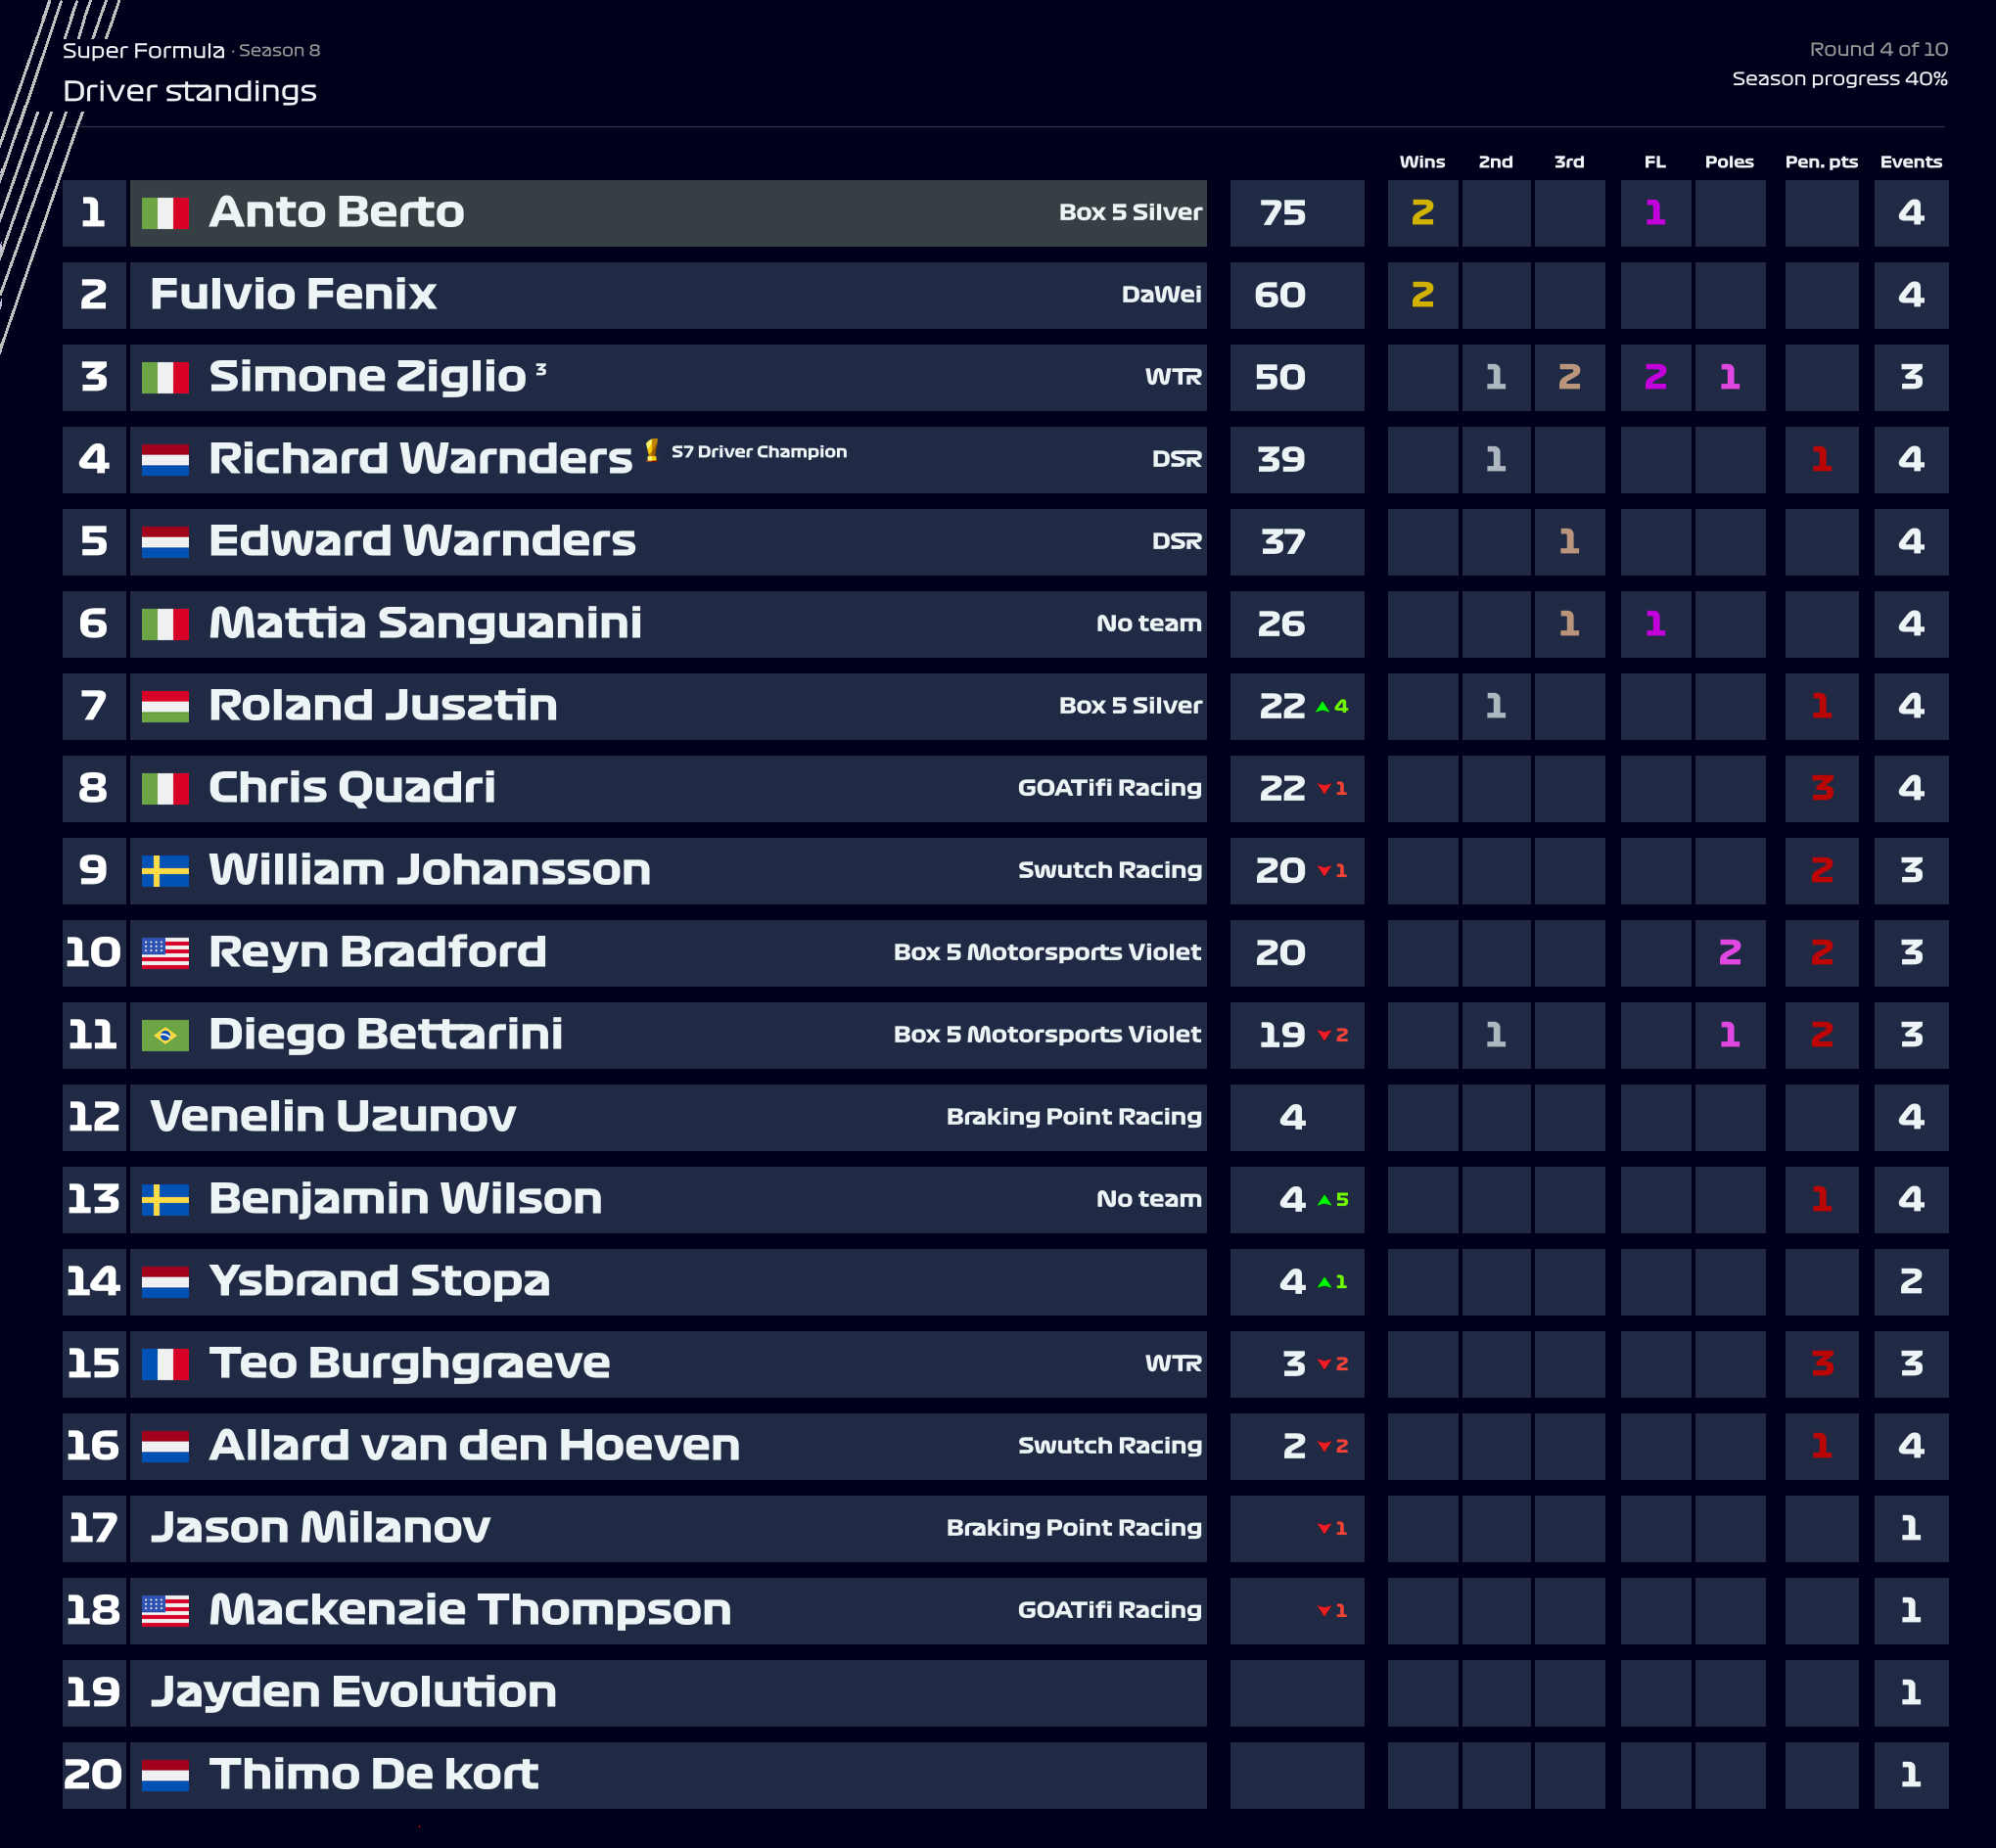 Super Formula · Season 8
Driver standings
Round 4 of 10
Season progress 40%
Wins 2nd 3rd FL Poles Pen. pts Events
1 Anto Berto Box 5 Silver 75 2 1 4
2 Fulvio Fenix DaWei 60 2 4
3 Simone Ziglio 3 WTR 50 1 2 2 1 3
4 Richard Warnders S7 Driver Champion DSR 39 1 1 4
5 Edward Warnders DSR 37 1 4
6 Mattia Sanguanini No team 26 1 1 4
7 Roland Jusztin Box 5 Silver 22 ▲4 1 1 4
8 Chris Quadri GOATifi Racing 22 ▼1 3 4
9 William Johansson Swutch Racing 20 ▼1 2 3
10 Reyn Bradford Box 5 Motorsports Violet 20 2 2 3
11 Diego Bettarini Box 5 Motorsports Violet 19 ▼2 1 1 2 3
12 Venelin Uzunov Braking Point Racing 4 4
13 Benjamin Wilson No team 4 ▲5 1 4
14 Ysbrand Stopa 4 ▲1 2
15 Teo Burghgraeve WTR 3 ▼2 3 3
16 Allard van den Hoeven Swutch Racing 2 ▼2 1 4
17 Jason Milanov Braking Point Racing ▼1 1
18 Mackenzie Thompson GOATifi Racing ▼1 1
19 Jayden Evolution 1
20 Thimo De kort 1